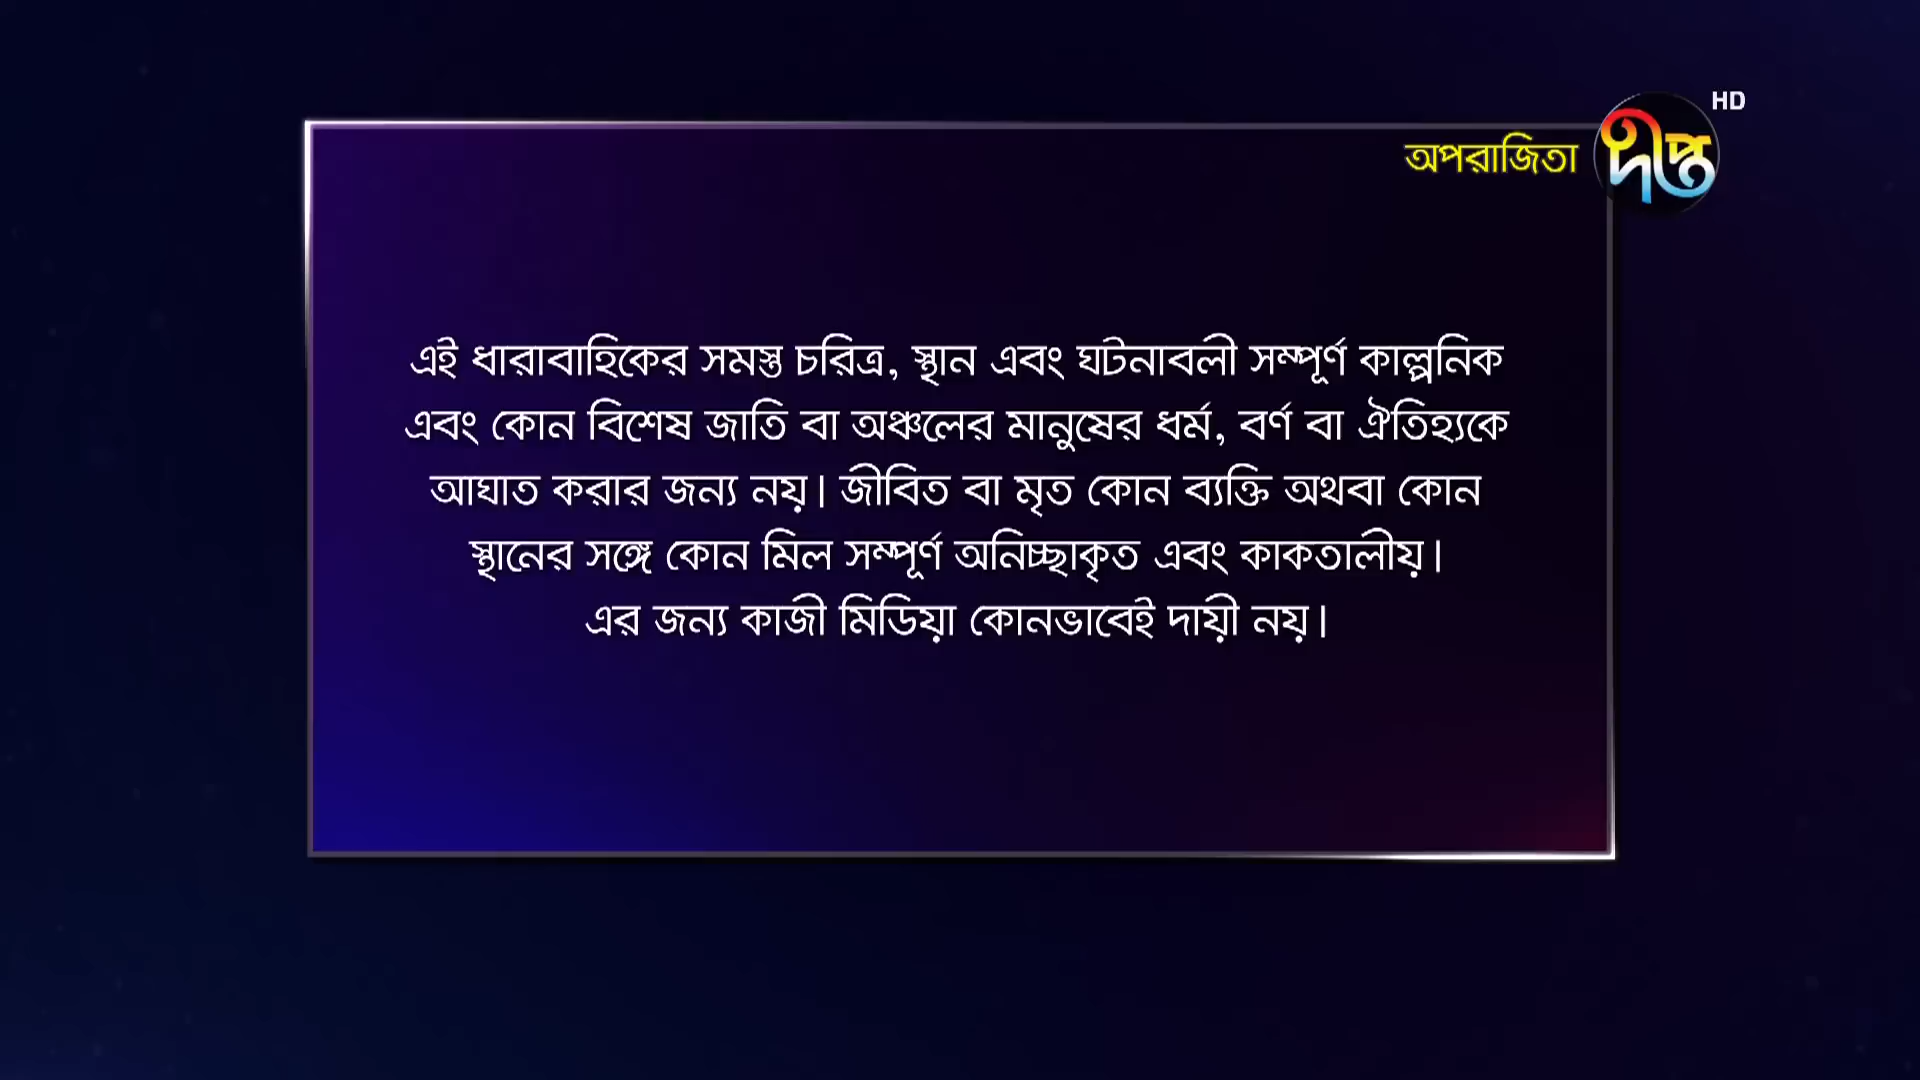 HD
অপরাজিতা
দীপ্ত
এই ধারাবাহিকের সমস্ত চরিত্র, স্থান এবং ঘটনাবলী সম্পূর্ণ কাল্পনিক
এবং কোন বিশেষ জাতি বা অঞ্চলের মানুষের ধর্ম, বর্ণ বা ঐতিহ্যকে
আঘাত করার জন্য নয়। জীবিত বা মৃত কোন ব্যক্তি অথবা কোন
স্থানের সঙ্গে কোন মিল সম্পূর্ণ অনিচ্ছাকৃত এবং কাকতালীয়।
এর জন্য কাজী মিডিয়া কোনভাবেই দায়ী নয়।